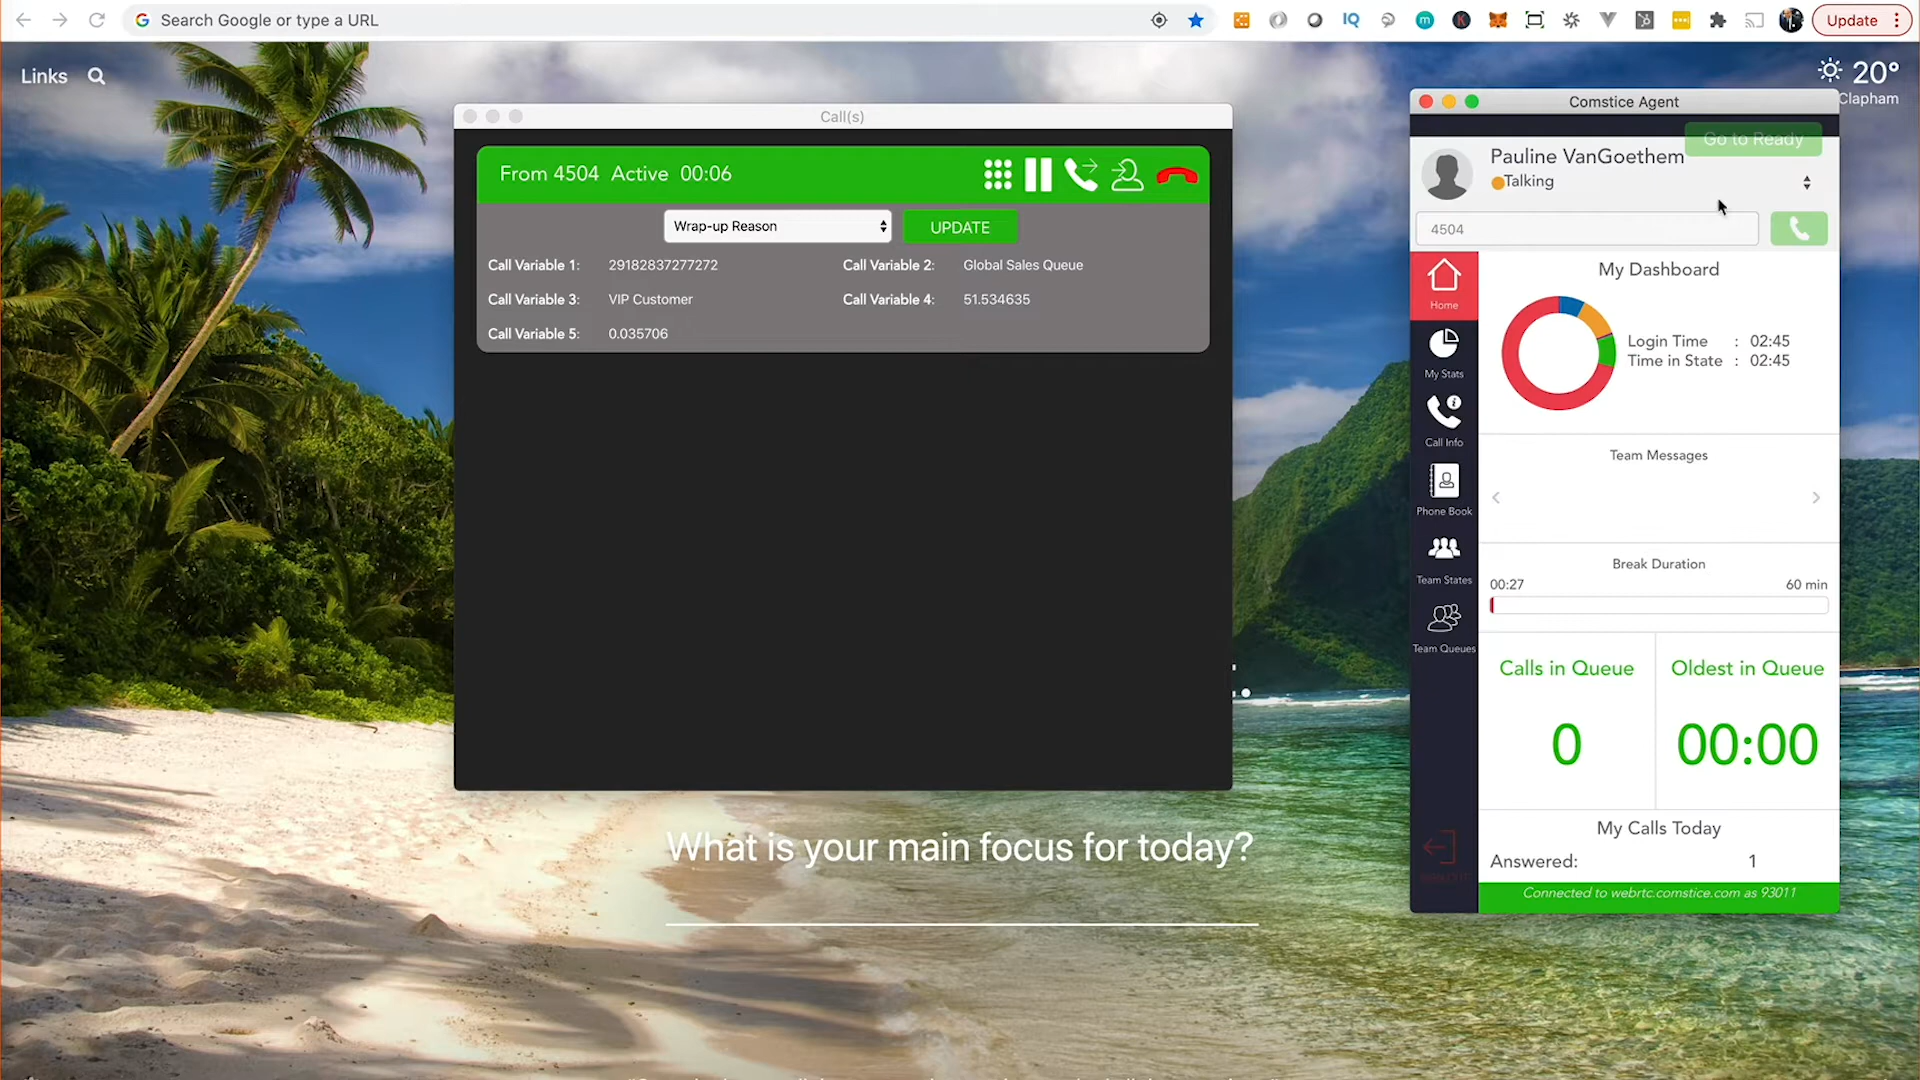 Search Google or type a URL
IQ
m
K
Update
Links
20°
Clapham
Call(s)
From 4504 Active 00:06
Wrap-up Reason
UPDATE
Call Variable 1: 29182837277272 Call Variable 2: Global Sales Queue
Call Variable 3: VIP Customer Call Variable 4: 51.534635
Call Variable 5: 0.035706
Comstice Agent
Go to Ready
Pauline VanGoethem
Talking
4504
Home
My Stats
Call Info
Phone Book
Team States
Team Queues
My Dashboard
Login Time : 02:45
Time in State : 02:45
Team Messages
Break Duration
00:27 60 min
Calls in Queue Oldest in Queue
0 00:00
My Calls Today
Answered: 1
Connected to webrtc.comstice.com as 93011
What is your main focus for today?